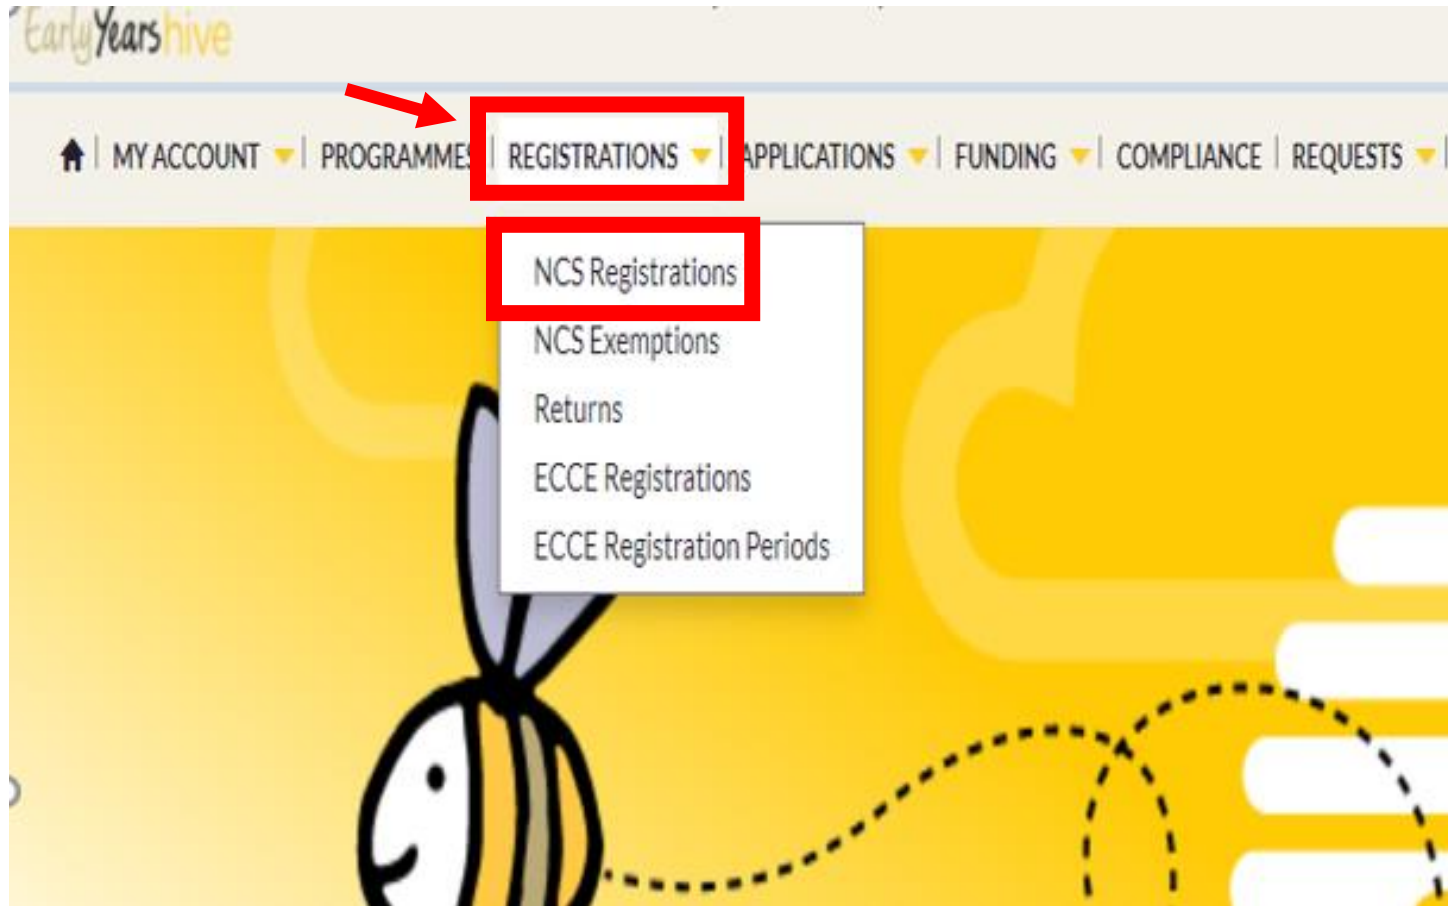 EarlyYearshive
MY ACCOUNT PROGRAMMES REGISTRATIONS APPLICATIONS FUNDING COMPLIANCE REQUESTS
NCS Registrations
NCS Exemptions
Returns
ECCE Registrations
ECCE Registration Periods